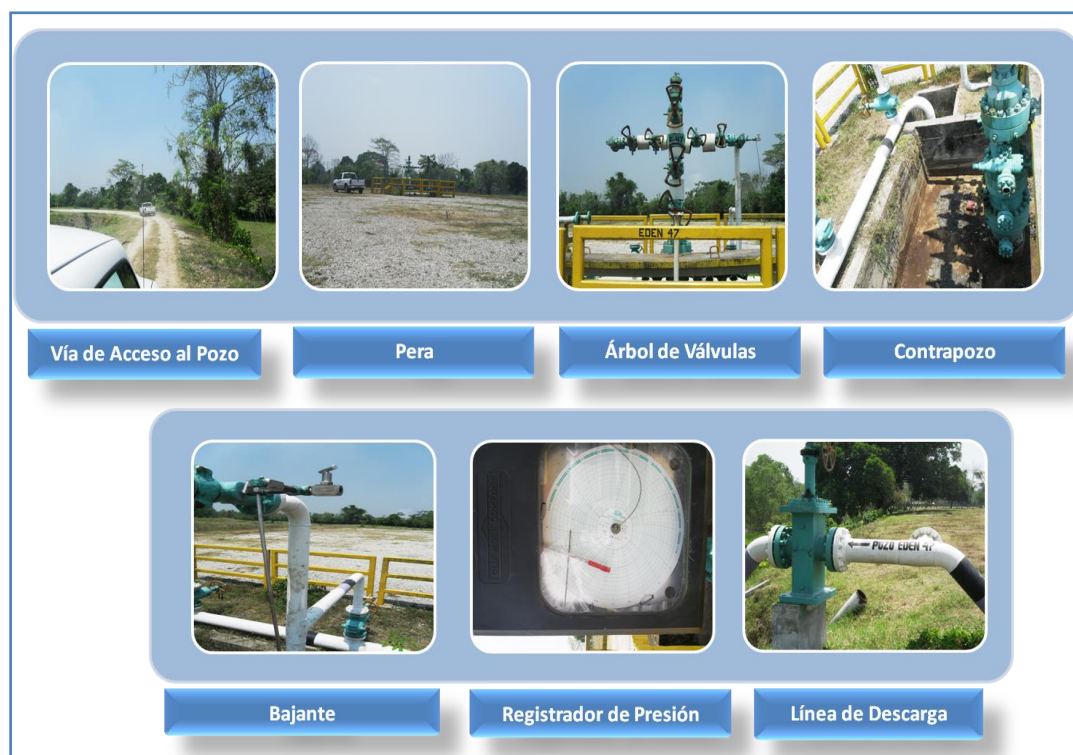 EDEN 47
Vía de Acceso al Pozo
Pera
Árbol de Válvulas
Contrapozo
POZO EDEN 47
Bajante
Registrador de Presión
Línea de Descarga